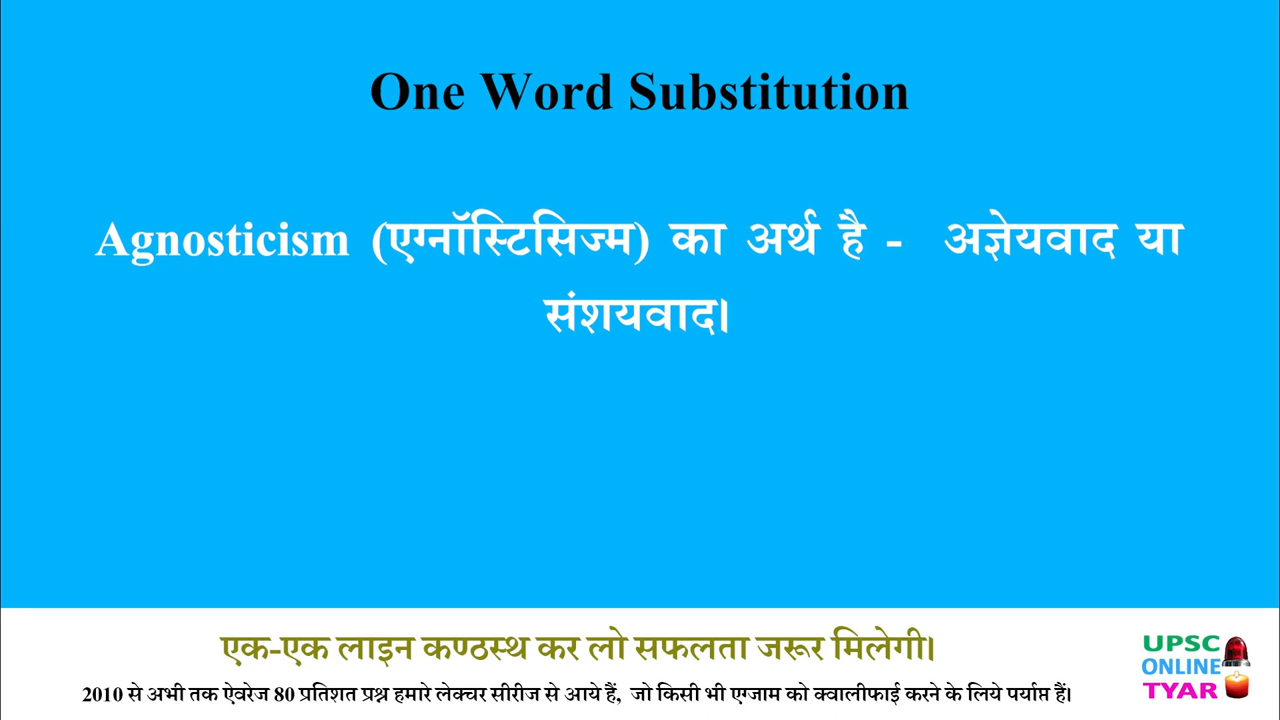 One Word Substitution
Agnosticism (एग्नॉस्टिसिज्म) का अर्थ है - अज्ञेयवाद या
संशयवाद।
एक-एक लाइन कण्ठस्थ कर लो सफलता जरूर मिलेगी।
2010 से अभी तक ऐवरेज 80 प्रतिशत प्रश्न हमारे लेक्चर सीरीज से आये हैं, जो किसी भी एग्जाम को क्वालीफाई करने के लिये पर्याप्त हैं।
UPSC
ONLINE
TYAR